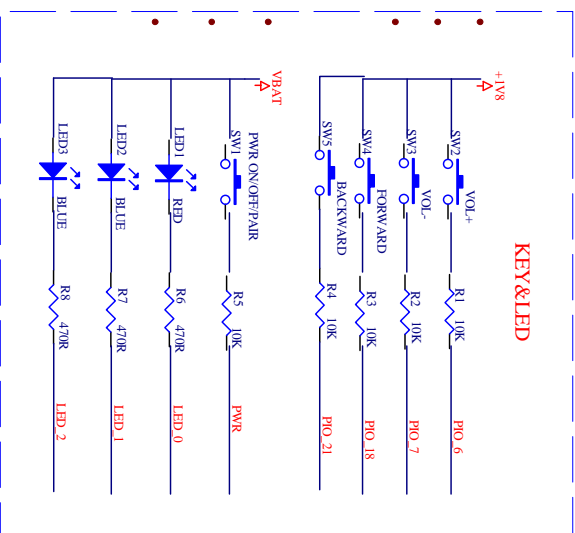 KEY&LED
+1V8
SW2
VOL+
R1
10K
PIO_6
SW3
VOL-
R2
10K
PIO_7
SW4
FORWARD
R3
10K
PIO_18
SW5
BACKWARD
R4
10K
PIO_21
VBAT
SW1
PWR ON/OFF/PAIR
R5
10K
PWR
LED1
RED
R6
470R
LED_0
LED2
BLUE
R7
470R
LED_1
LED3
BLUE
R8
470R
LED_2